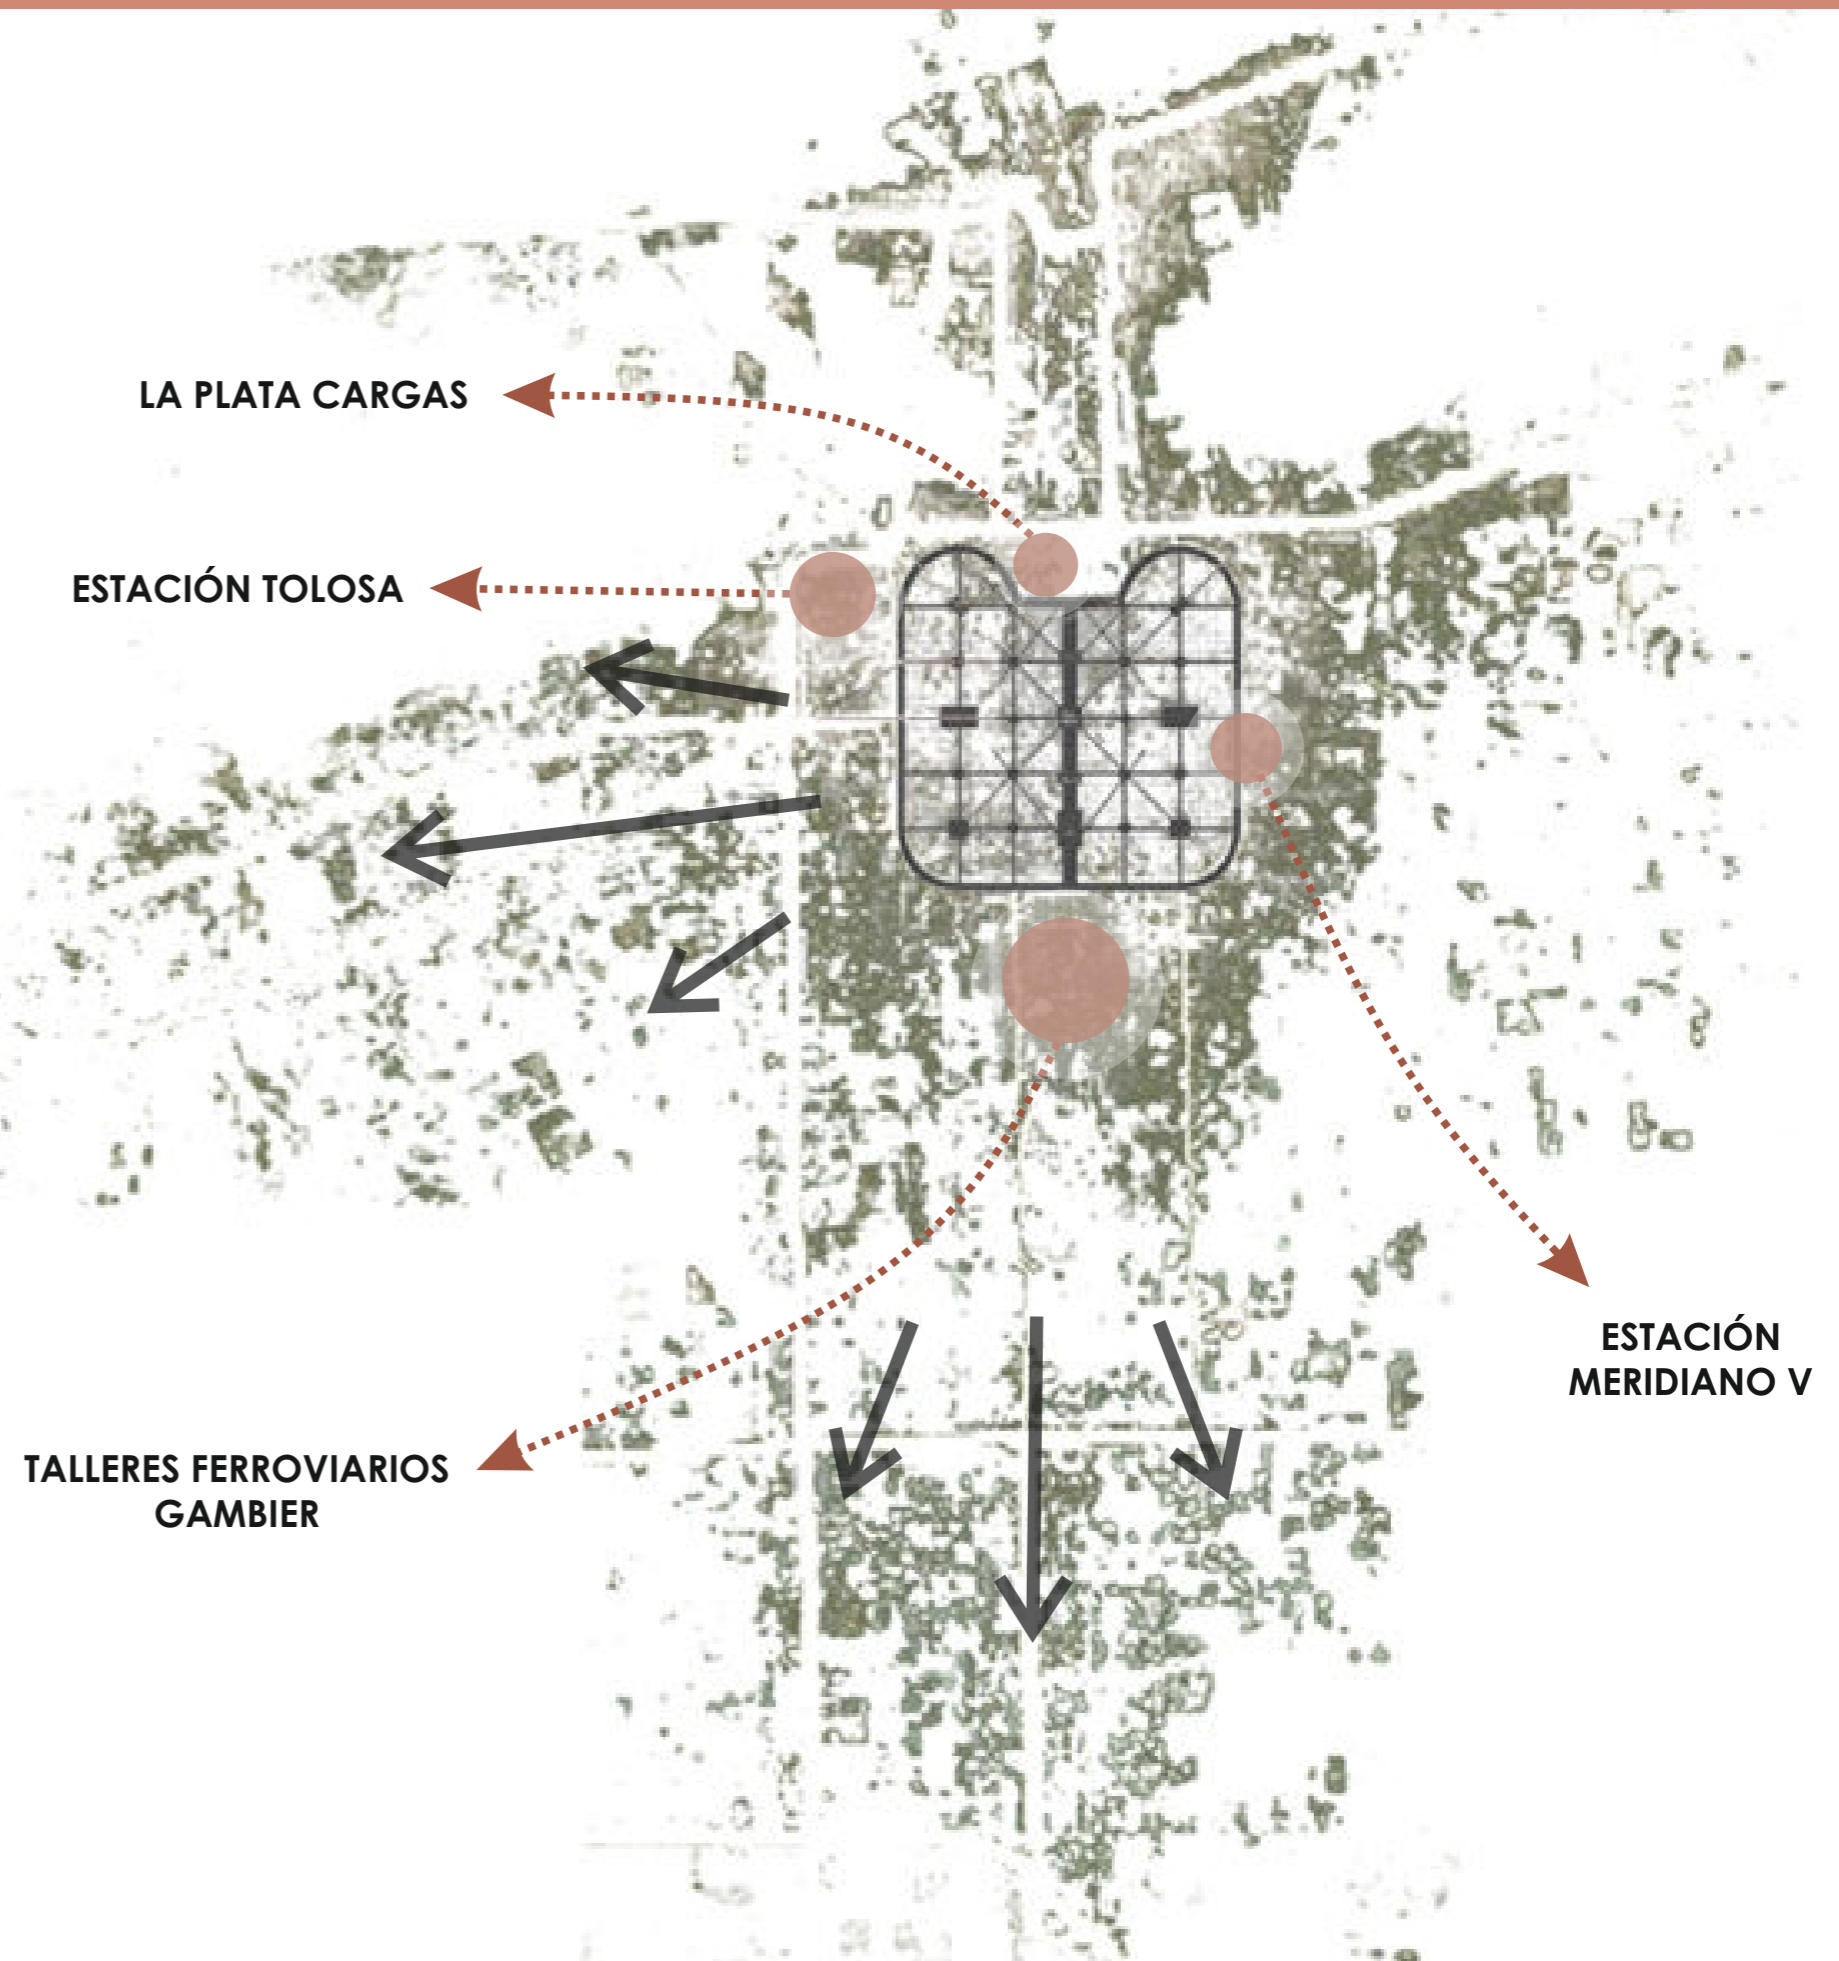 LA PLATA CARGAS
ESTACIÓN TOLOSA
ESTACIÓN
MERIDIANO V
TALLERES FERROVIARIOS
GAMBIER